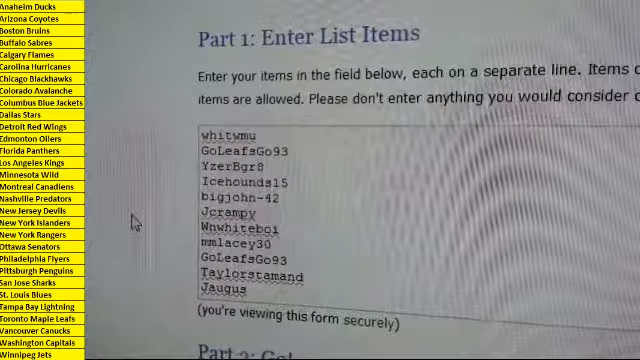 Anaheim Ducks
Arizona Coyotes
Boston Bruins
Buffalo Sabres
Calgary Flames
Carolina Hurricanes
Chicago Blackhawks
Colorado Avalanche
Columbus Blue Jackets
Dallas Stars
Detroit Red Wings
Edmonton Oilers
Florida Panthers
Los Angeles Kings
Minnesota Wild
Montreal Canadiens
Nashville Predators
New Jersey Devils
New York Islanders
New York Rangers
Ottawa Senators
Philadelphia Flyers
Pittsburgh Penguins
San Jose Sharks
St. Louis Blues
Tampa Bay Lightning
Toronto Maple Leafs
Vancouver Canucks
Washington Capitals
Winnipeg Jets
Part 1: Enter List Items
Enter your items in the field below, each on a separate line. Items
items are allowed. Please don't enter anything you would consider
whitwmu
GoLeafsGo93
YzerBgr8
Icehounds15
bigjohn-42
Jcrampy
Wnwhiteboi
mmlacey30
GoLeafsGo93
Taylorstamand
Jaugus
(you're viewing this form securely)
Part 2: Go!